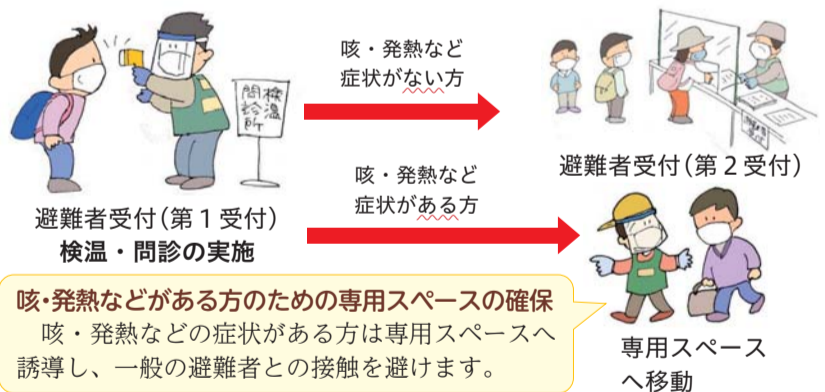 検温
問診所
咳・発熱など
症状がない方
避難者受付(第2受付)
咳・発熱など
症状がある方
避難者受付(第1受付)
検温・問診の実施
咳・発熱などがある方のための専用スペースの確保
咳・発熱などの症状がある方は専用スペースへ
誘導し、一般の避難者との接触を避けます。
専用スペース
へ移動